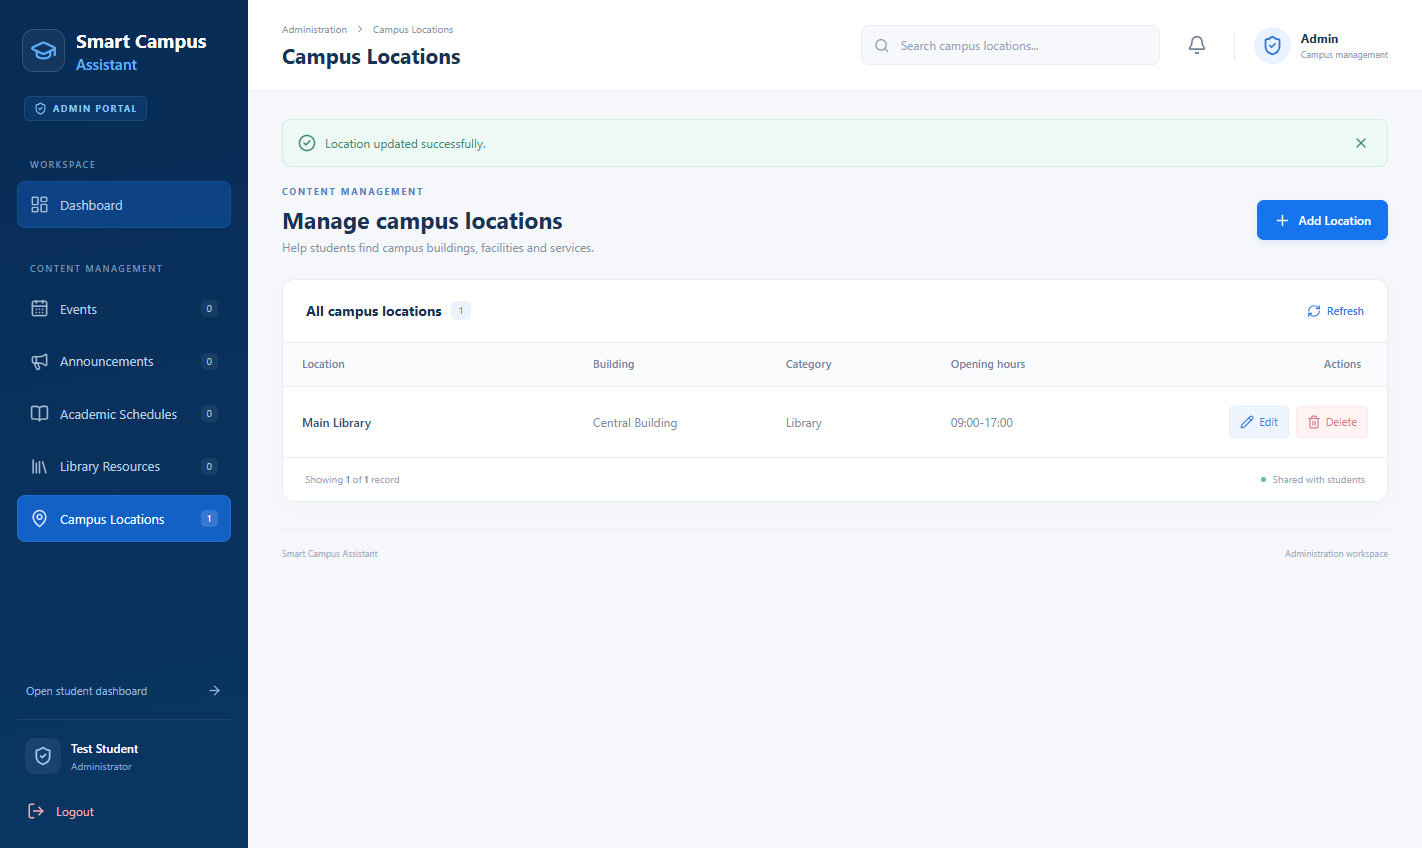 Smart Campus
Assistant
ADMIN PORTAL
WORKSPACE
Dashboard
CONTENT MANAGEMENT
Events 0
Announcements 0
Academic Schedules 0
Library Resources 0
Campus Locations 1
Open student dashboard
Test Student
Administrator
Logout
Administration > Campus Locations
Campus Locations
Search campus locations...
Admin
Campus management
Location updated successfully.
CONTENT MANAGEMENT
Manage campus locations
Help students find campus buildings, facilities and services.
Add Location
All campus locations 1
Refresh
Location Building Category Opening hours Actions
Main Library Central Building Library 09:00-17:00 Edit Delete
Showing 1 of 1 record
Shared with students
Smart Campus Assistant
Administration workspace